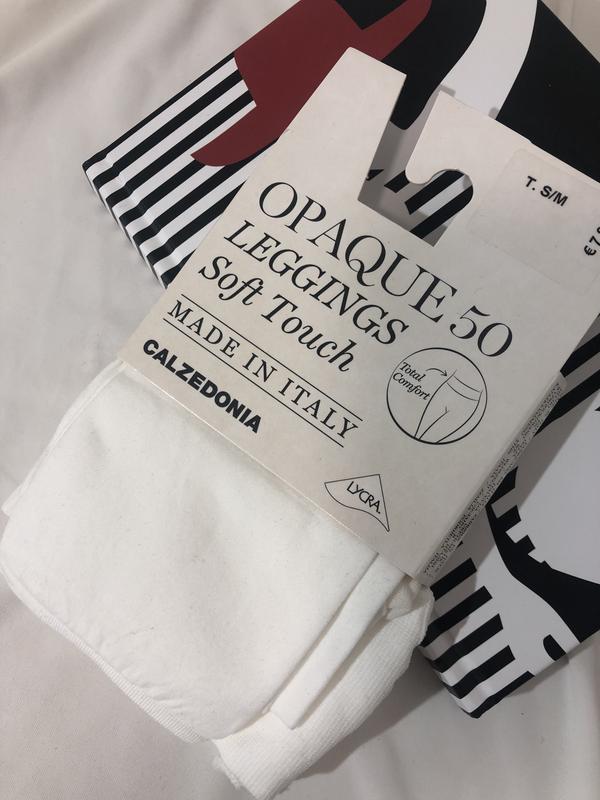 T. S/M
OPAQUE 50
LEGGINGS
Soft Touch
MADE IN ITALY
CALZEDONIA
Total
Comfort
LYCRA.